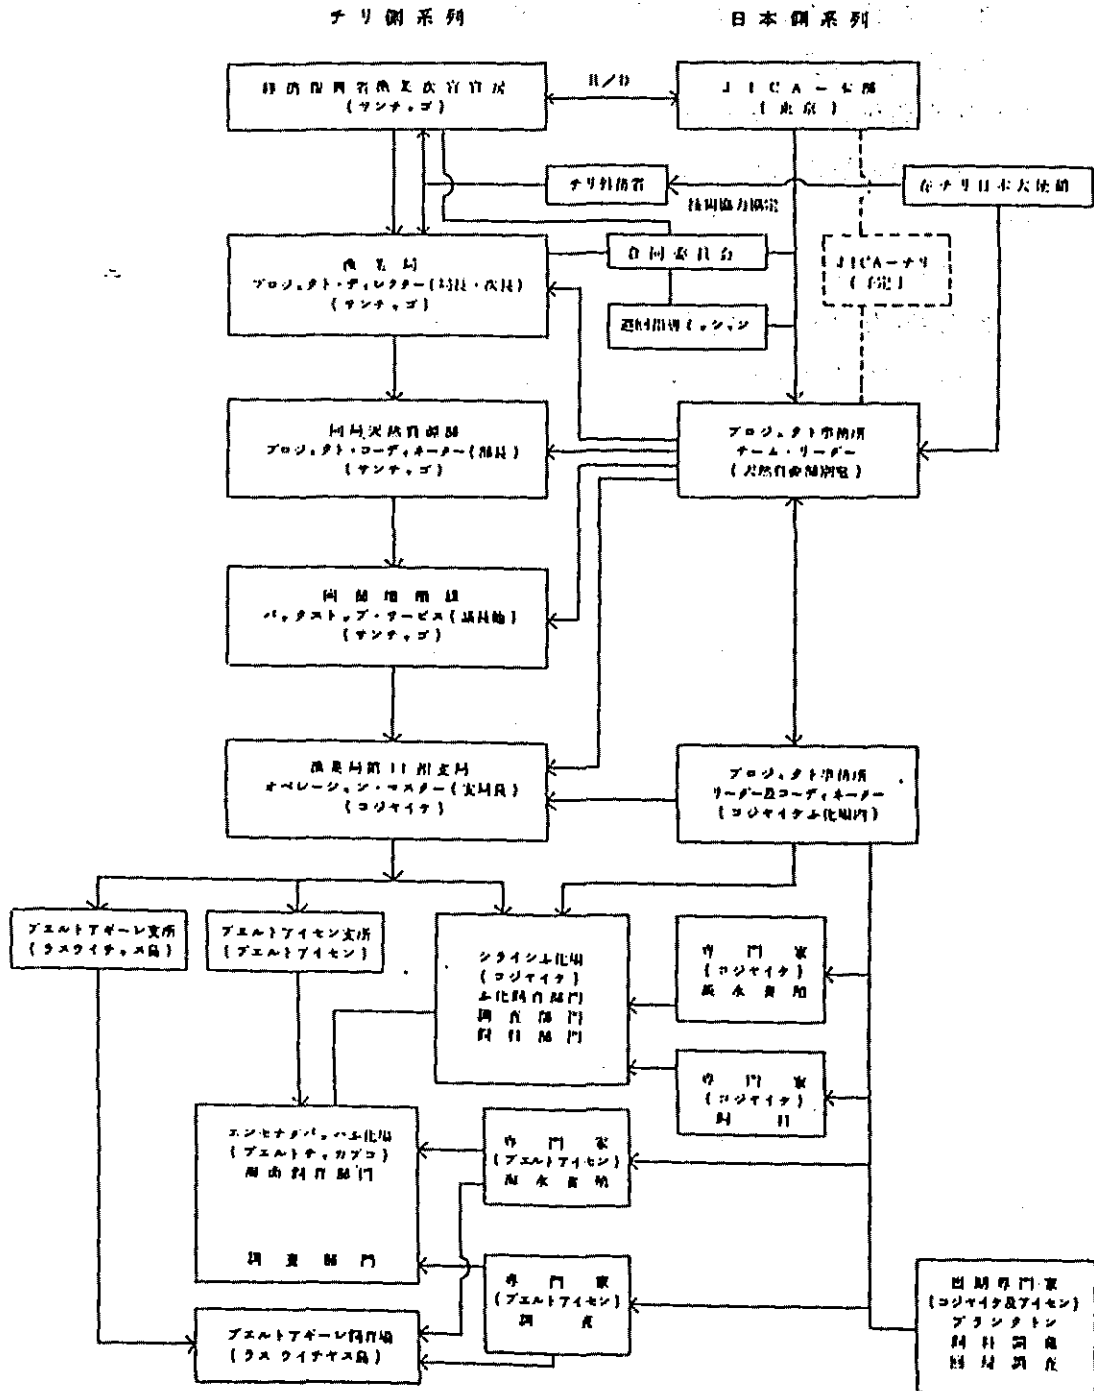 チリ側系列
日本側系列
経済復興省漁業次官官房
(サンチャゴ)
R/D
JICA-本部
(東京)
チリ外務省
在チリ日本大使館
技術協力協定
漁業局
プロジェクト・ディレクター(局長・次長)
(サンチャゴ)
合同委員会
JICA-チリ
(予定)
巡回指導ミッション
同局天然資源部
プロジェクト・コーディネーター(部長)
(サンチャゴ)
プロジェクト事務所
チーム・リーダー
(天然資源部別室)
同部増殖課
バックストップ・サービス(課長他)
(サンチャゴ)
漁業局第11州支局
オペレーション・マスター(支局長)
(コジャイケ)
プロジェクト事務所
リーダー及コーディネーター
(コジャイケふ化場内)
プエルトアギーレ支所
(ラスウイチャス島)
プエルトアイセン支所
(プエルトアイセン)
シラインふ化場
(コジャイケ)
ふ化飼育部門
調査部門
飼料部門
専門家
(コジャイケ)
淡水養殖
専門家
(コジャイケ)
飼料
エンセナダバッハふ化場
(プエルトチャカブコ)
海面飼育部門
調査部門
専門家
(プエルトアイセン)
海水養殖
専門家
(プエルトアイセン)
調査
プエルトアギーレ飼育場
(ラスウイチャス島)
短期専門家
(コジャイケ及アイセン)
プランクトン
飼料調査
回帰調査